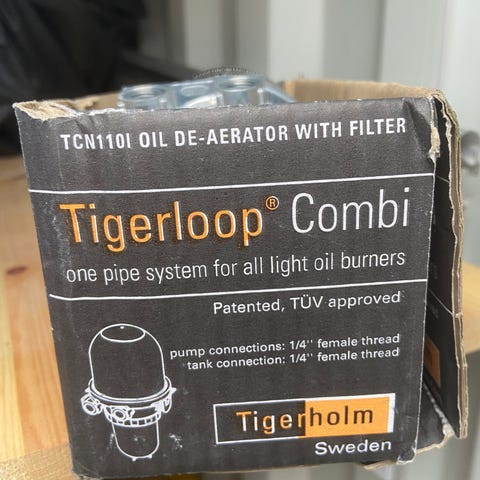 TCN110I OIL DE-AERATOR WITH FILTER
Tigerloop® Combi
one pipe system for all light oil burners
Patented, TÜV approved
pump connections: 1/4'' female thread
tank connection: 1/4'' female thread
Tigerholm
Sweden